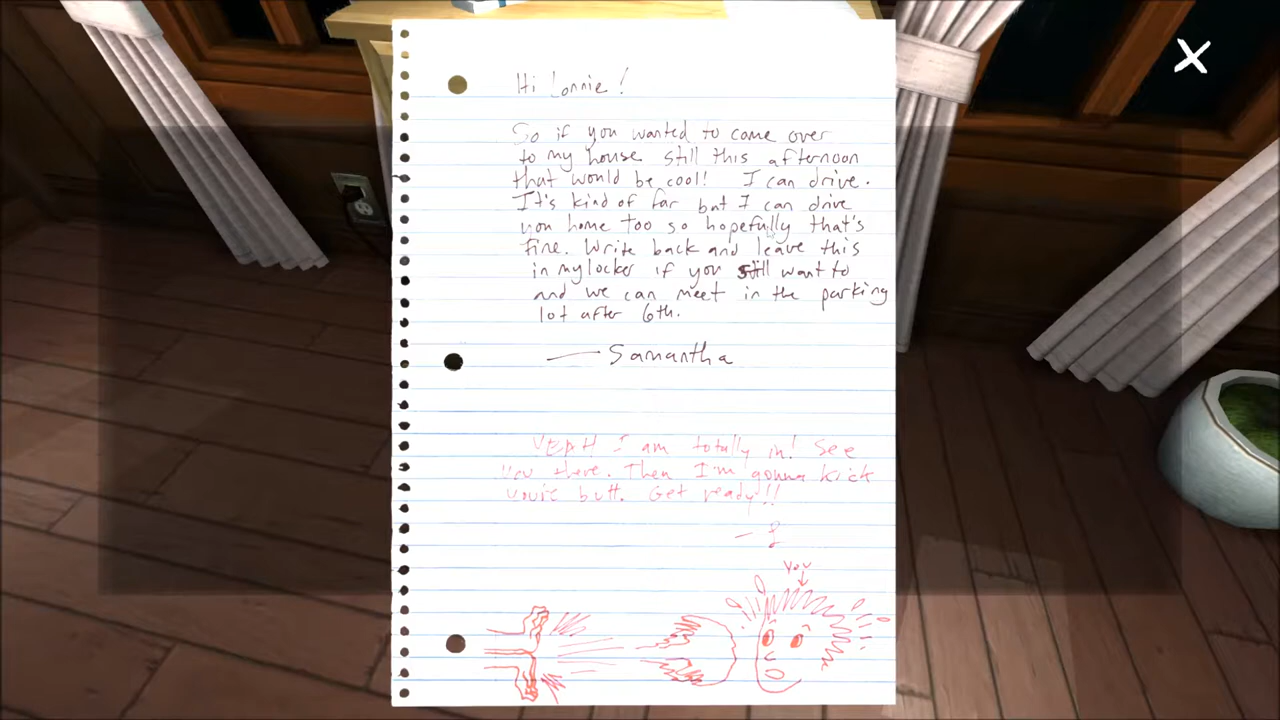 Hi Lonnie!
So if you wanted to come over
to my house still this afternoon
that would be cool! I can drive.
It's kind of far but I can drive
you home too so hopefully that's
fine. Write back and leave this
in my locker if you still want to
and we can meet in the parking
lot after 6th.
— Samantha
YEAH I am totally in! See
you there. Then I'm gonna kick
your butt. Get ready!!
— L
You